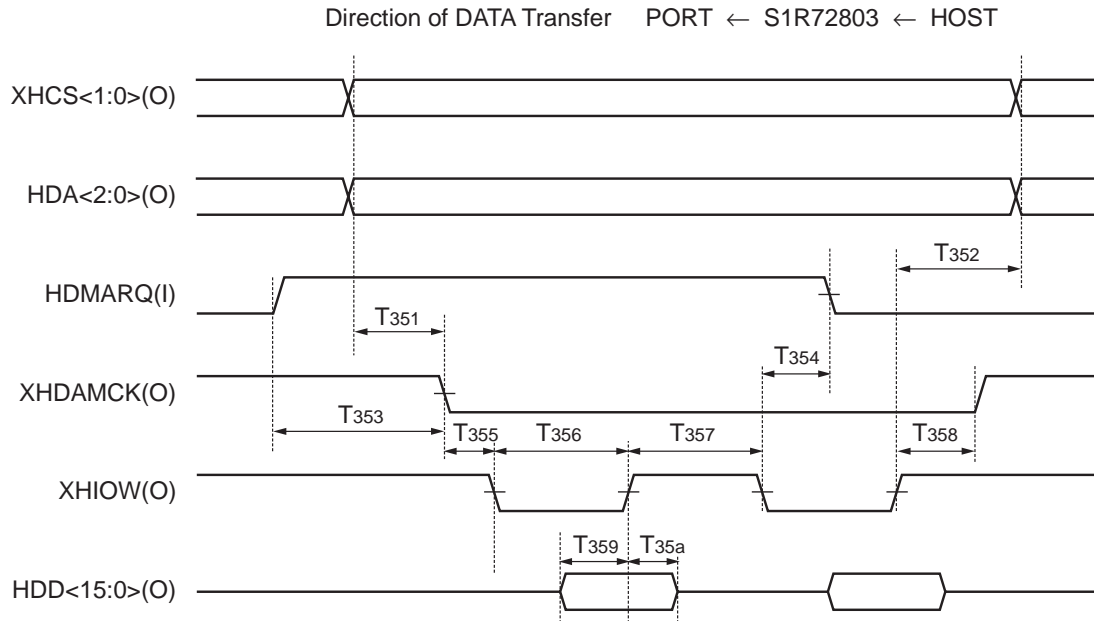 Direction of DATA Transfer PORT ← S1R72803 ← HOST
XHCS<1:0>(O)
HDA<2:0>(O)
T352
HDMARQ(I)
T351
T354
XHDAMCK(O)
T353
T355 T356 T357 T358
XHIOW(O)
T359 T35a
HDD<15:0>(O)